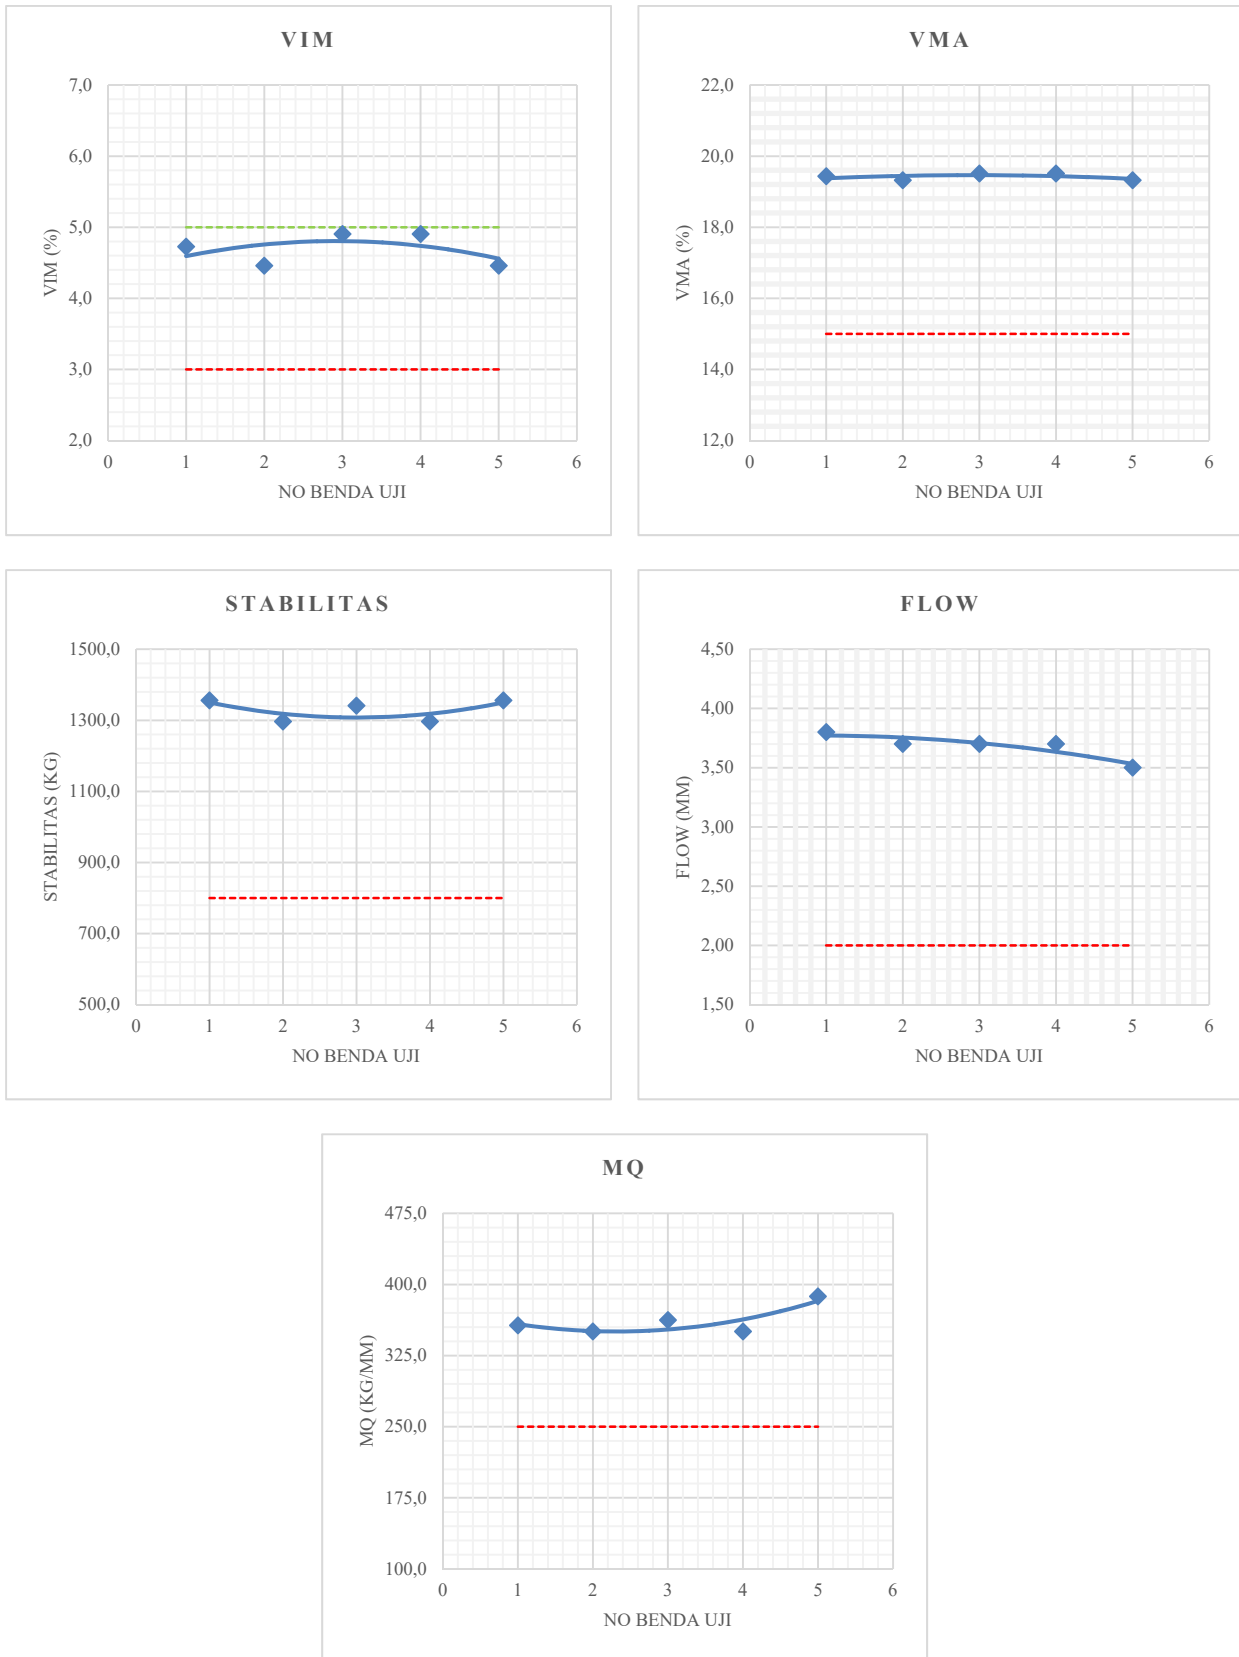 VIM
7,0
6,0
5,0
4,0
3,0
2,0
VIM (%)
0 1 2 3 4 5 6
NO BENDA UJI
VMA
22,0
20,0
18,0
16,0
14,0
12,0
VMA (%)
0 1 2 3 4 5 6
NO BENDA UJI
STABILITAS
1500,0
1300,0
1100,0
900,0
700,0
500,0
STABILITAS (KG)
0 1 2 3 4 5 6
NO BENDA UJI
FLOW
4,50
4,00
3,50
3,00
2,50
2,00
1,50
FLOW (MM)
0 1 2 3 4 5 6
NO BENDA UJI
MQ
475,0
400,0
325,0
250,0
175,0
100,0
MQ (KG/MM)
0 1 2 3 4 5 6
NO BENDA UJI